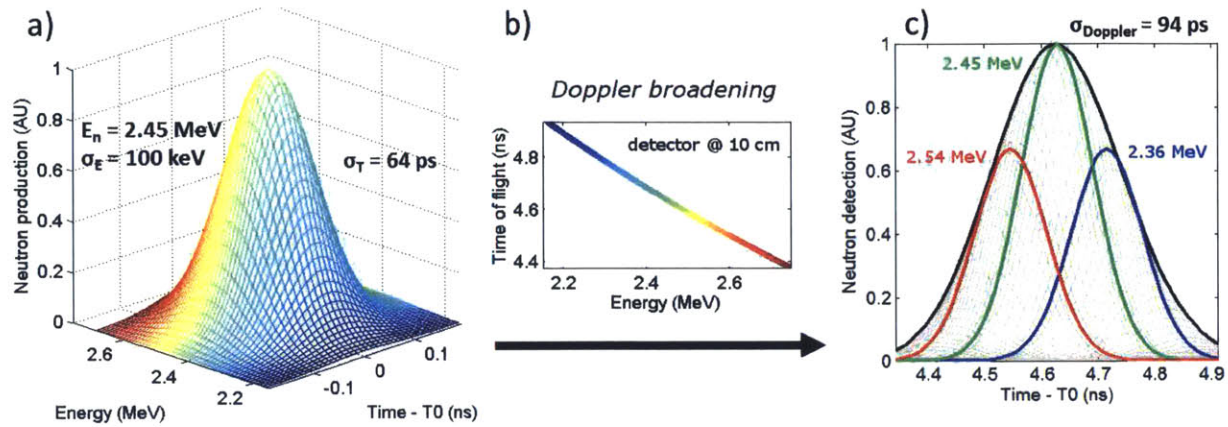 a)
Neutron production (AU)
1
0.8
0.6
0.4
0.2
0
E_n = 2.45 MeV
σ_E = 100 keV
σ_T = 64 ps
2.6
2.4
2.2
Energy (MeV)
-0.1
0
0.1
Time - T0 (ns)
b)
Doppler broadening
detector @ 10 cm
Time of flight (ns)
4.8
4.6
4.4
2.2 2.4 2.6
Energy (MeV)
c)
σ_Doppler = 94 ps
Neutron detection (AU)
1
0.8
0.6
0.4
0.2
0
2.45 MeV
2.54 MeV
2.36 MeV
4.4 4.5 4.6 4.7 4.8 4.9
Time - T0 (ns)